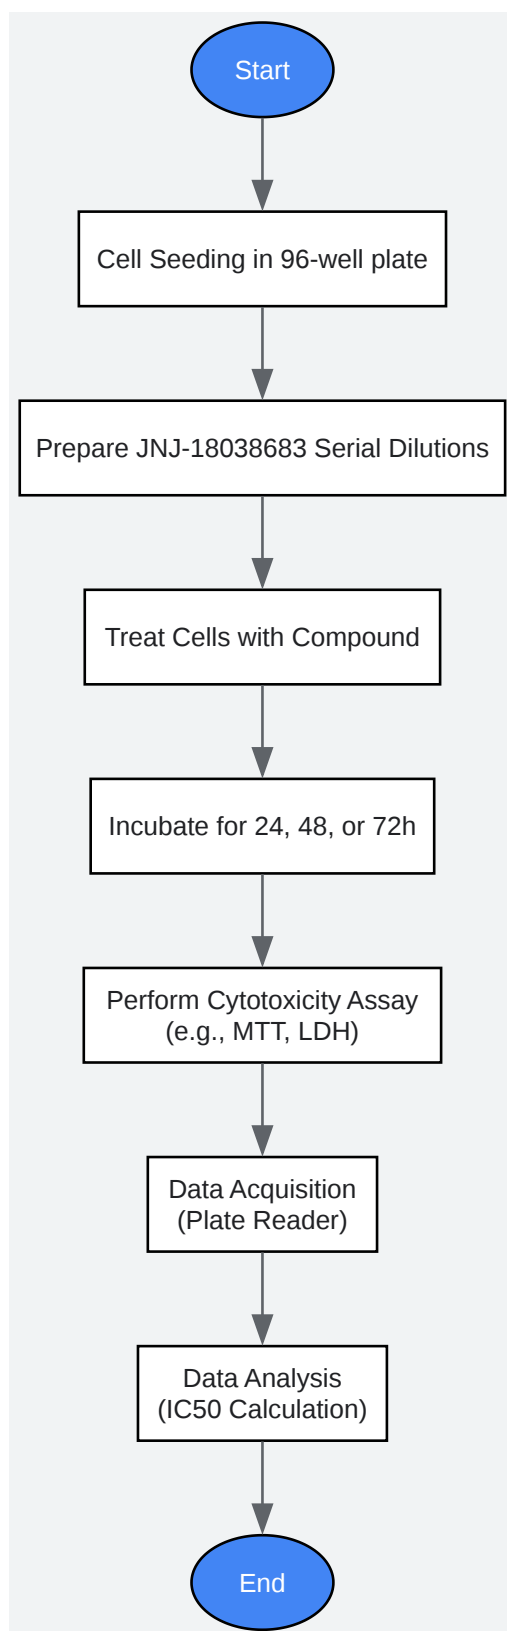 Start
Cell Seeding in 96-well plate
Prepare JNJ-18038683 Serial Dilutions
Treat Cells with Compound
Incubate for 24, 48, or 72h
Perform Cytotoxicity Assay
(e.g., MTT, LDH)
Data Acquisition
(Plate Reader)
Data Analysis
(IC50 Calculation)
End